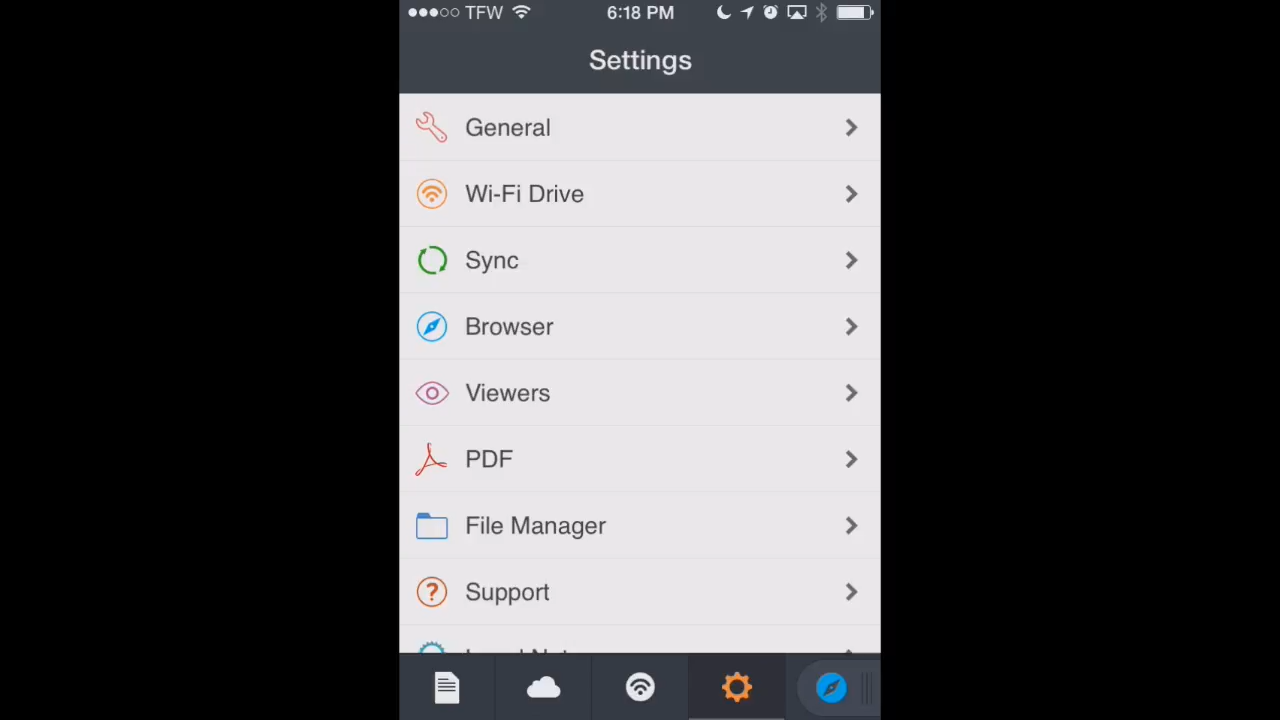 TFW 6:18 PM
Settings
General
Wi-Fi Drive
Sync
Browser
Viewers
PDF
File Manager
Support